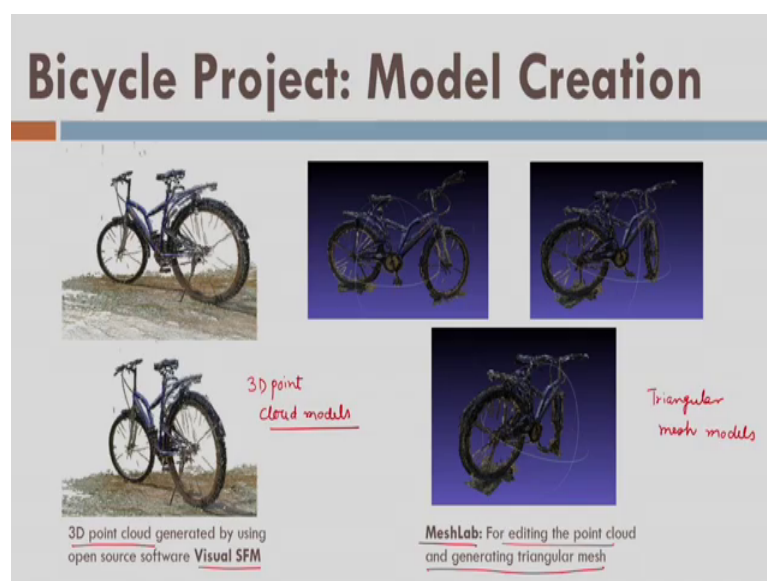 Bicycle Project: Model Creation
3D point
cloud models
Triangular
mesh models
3D point cloud generated by using
open source software Visual SFM
MeshLab: For editing the point cloud
and generating triangular mesh